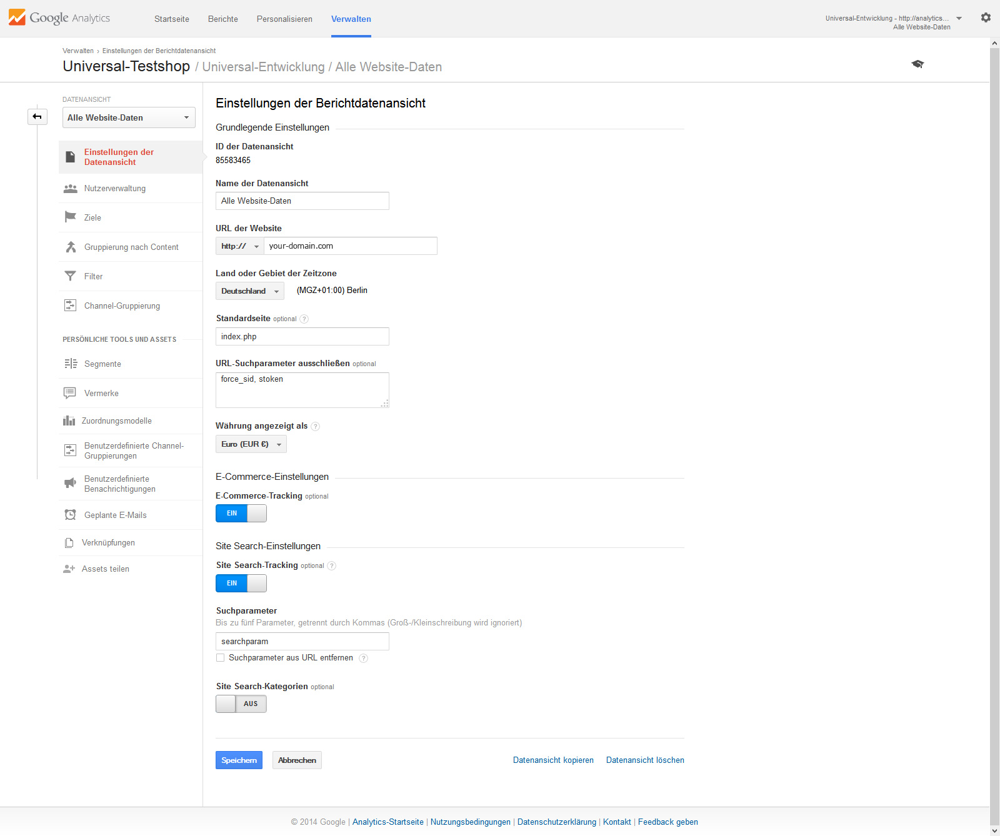 Google Analytics
Startseite
Berichte
Personalisieren
Verwalten
Universal-Entwicklung - http://analytics...
Alle Website-Daten
Verwalten › Einstellungen der Berichtdatenansicht
Universal-Testshop / Universal-Entwicklung / Alle Website-Daten
DATENANSICHT
Alle Website-Daten
Einstellungen der
Datenansicht
Nutzerverwaltung
Ziele
Gruppierung nach Content
Filter
Channel-Gruppierung
PERSÖNLICHE TOOLS UND ASSETS
Segmente
Vermerke
Zuordnungsmodelle
Benutzerdefinierte Channel-
Gruppierungen
Benutzerdefinierte
Benachrichtigungen
Geplante E-Mails
Verknüpfungen
Assets teilen
Einstellungen der Berichtdatenansicht
Grundlegende Einstellungen
ID der Datenansicht
85583465
Name der Datenansicht
Alle Website-Daten
URL der Website
http:// your-domain.com
Land oder Gebiet der Zeitzone
Deutschland (MGZ+01:00) Berlin
Standardseite optional ?
index.php
URL-Suchparameter ausschließen optional
force_sid, stoken
Währung angezeigt als ?
Euro (EUR €)
E-Commerce-Einstellungen
E-Commerce-Tracking optional
EIN
Site Search-Einstellungen
Site Search-Tracking optional ?
EIN
Suchparameter
Bis zu fünf Parameter, getrennt durch Kommas (Groß-/Kleinschreibung wird ignoriert)
searchparam
Suchparameter aus URL entfernen ?
Site Search-Kategorien optional
AUS
Speichern
Abbrechen
Datenansicht kopieren
Datenansicht löschen
© 2014 Google | Analytics-Startseite | Nutzungsbedingungen | Datenschutzerklärung | Kontakt | Feedback geben